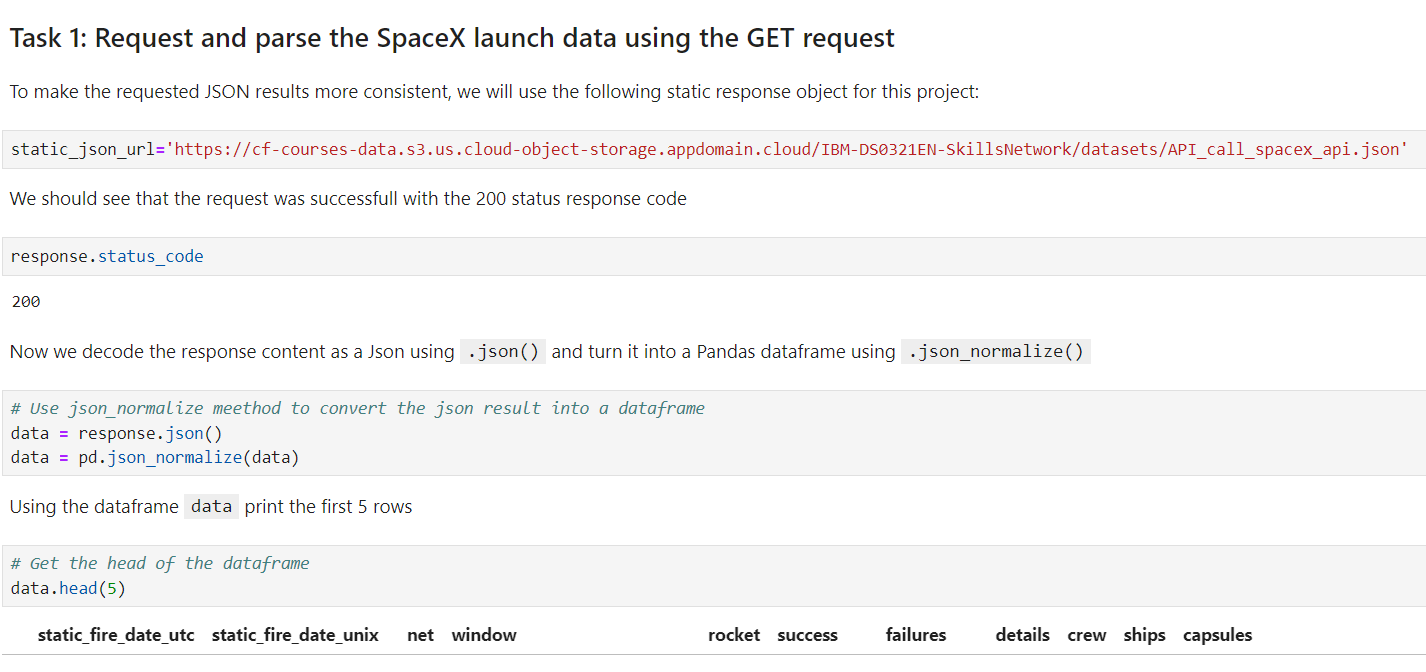 Task 1: Request and parse the SpaceX launch data using the GET request
To make the requested JSON results more consistent, we will use the following static response object for this project:
static_json_url='https://cf-courses-data.s3.us.cloud-object-storage.appdomain.cloud/IBM-DS0321EN-SkillsNetwork/datasets/API_call_spacex_api.json'
We should see that the request was successfull with the 200 status response code
response.status_code
200
Now we decode the response content as a Json using .json() and turn it into a Pandas dataframe using .json_normalize()
# Use json_normalize meethod to convert the json result into a dataframe
data = response.json()
data = pd.json_normalize(data)
Using the dataframe data print the first 5 rows
# Get the head of the dataframe
data.head(5)
static_fire_date_utc static_fire_date_unix net window rocket success failures details crew ships capsules